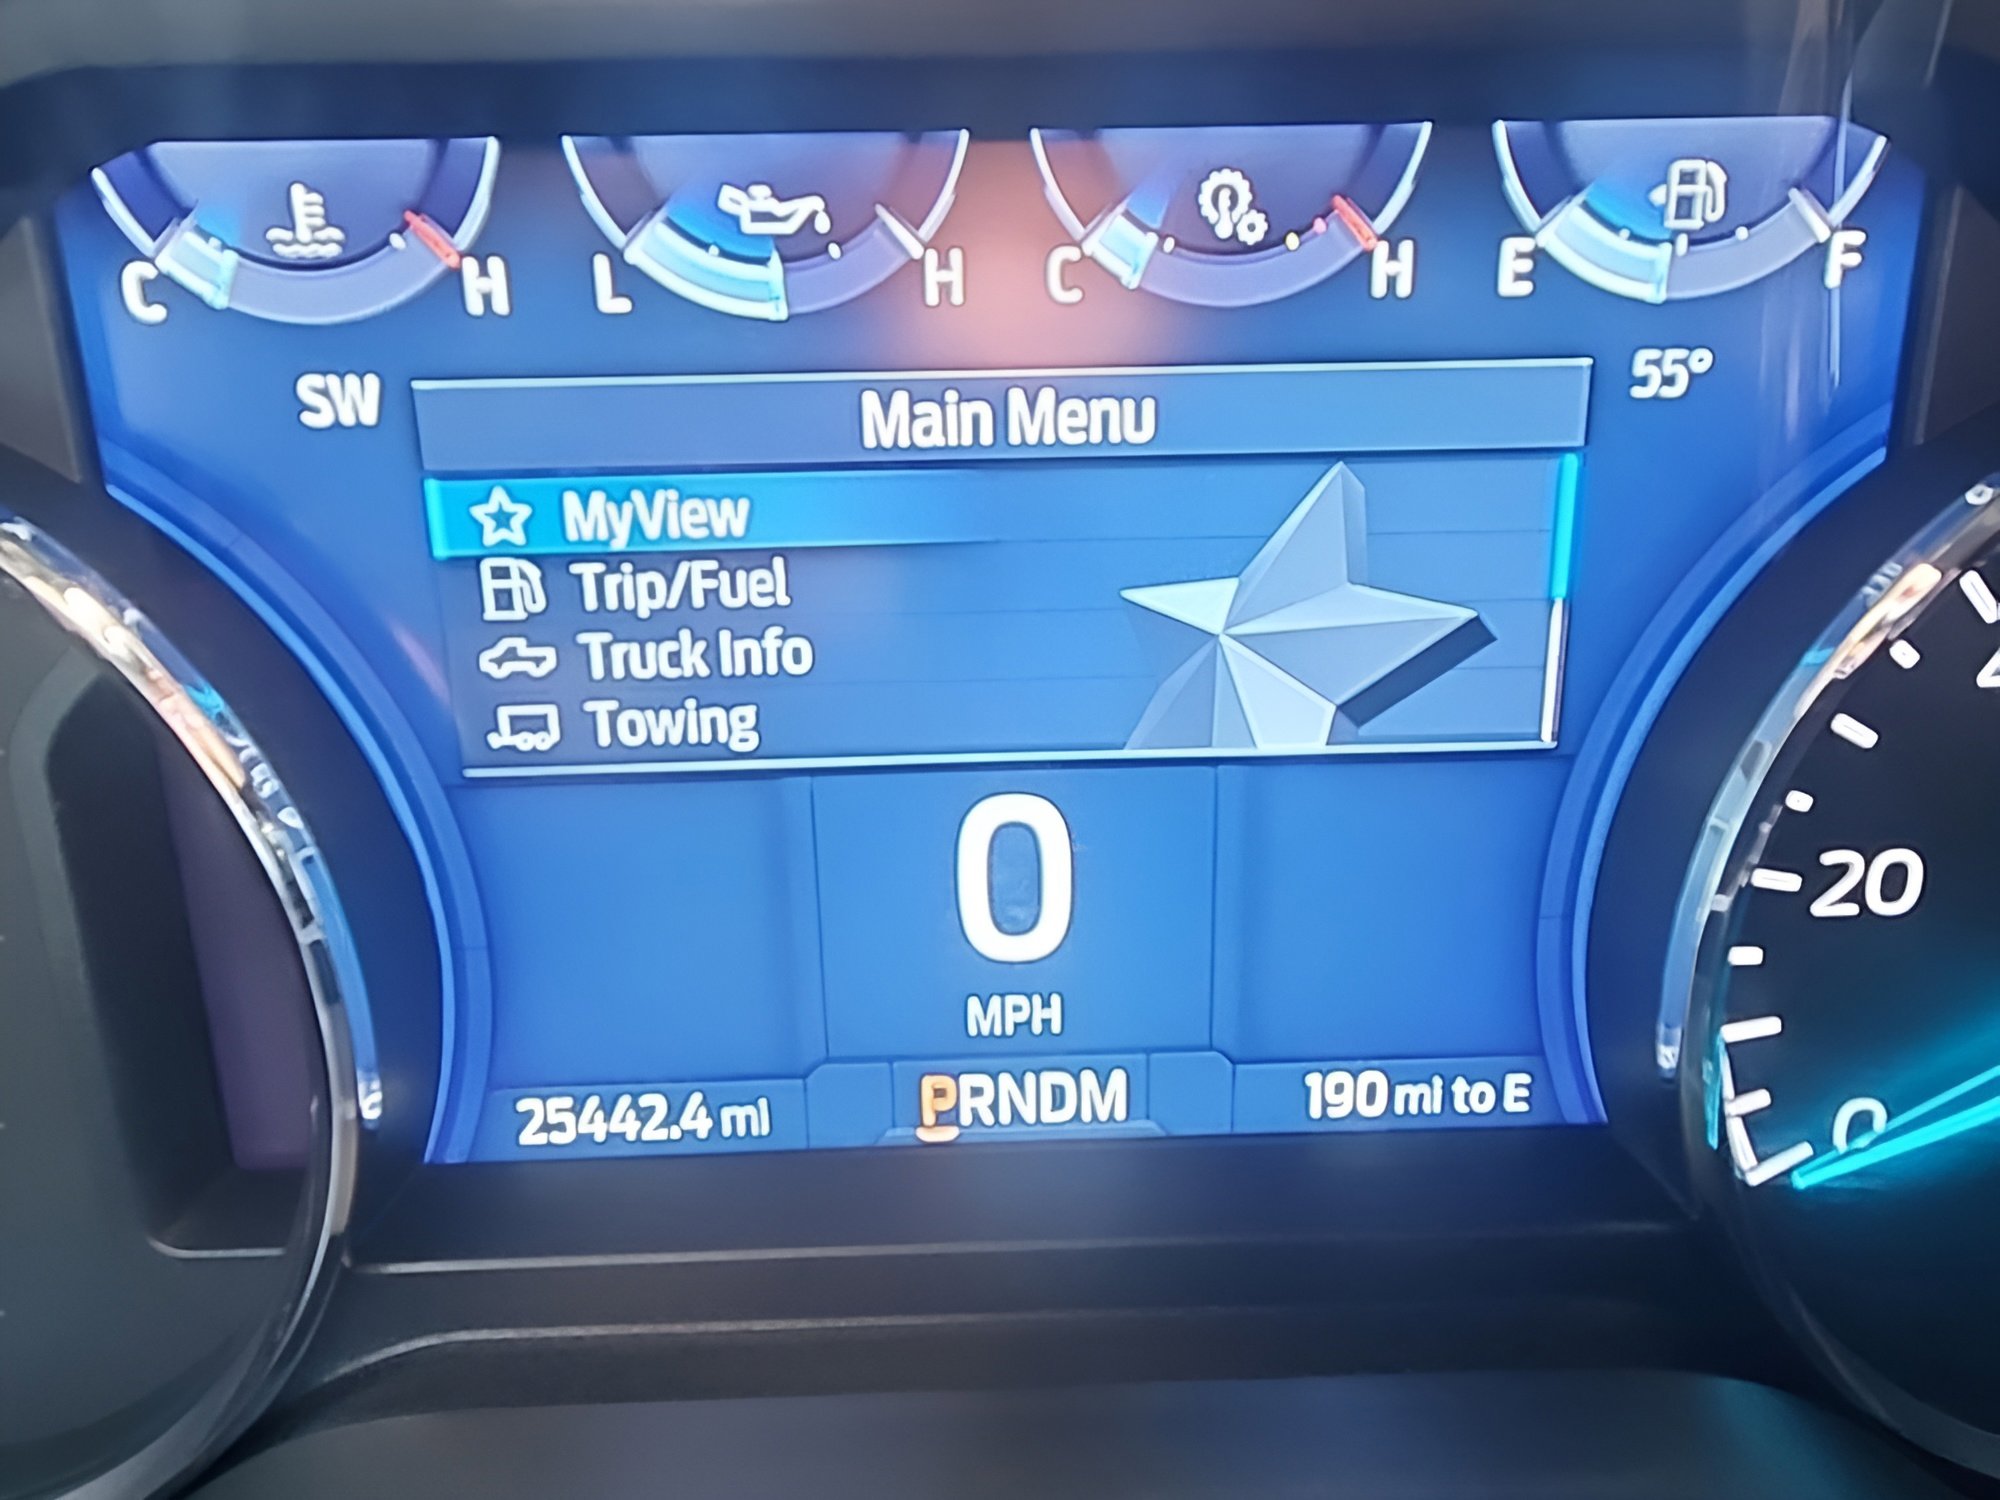 C H L H C H E F
SW
55°
Main Menu
MyView
Trip/Fuel
Truck Info
Towing
0
MPH
20
0
25442.4 mi
PRNDM
190 mi to E